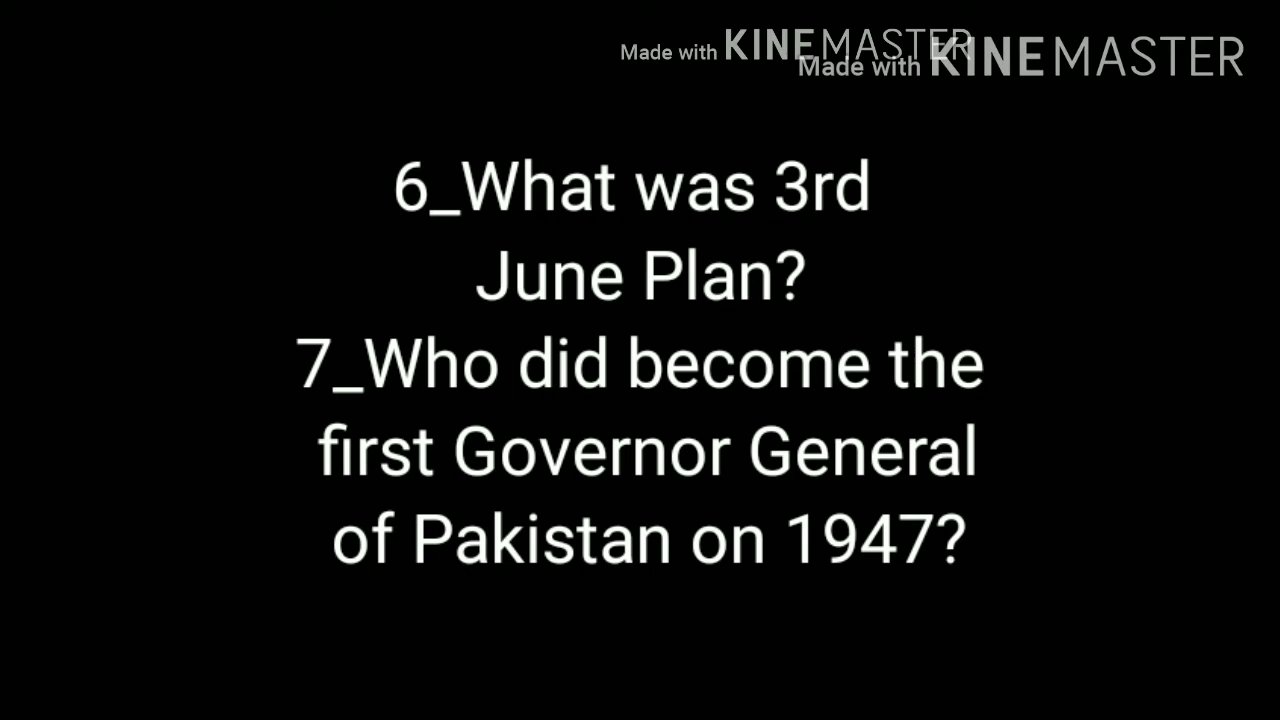 Made with KINEMASTER
Made with KINEMASTER
6_What was 3rd
June Plan?
7_Who did become the
first Governor General
of Pakistan on 1947?